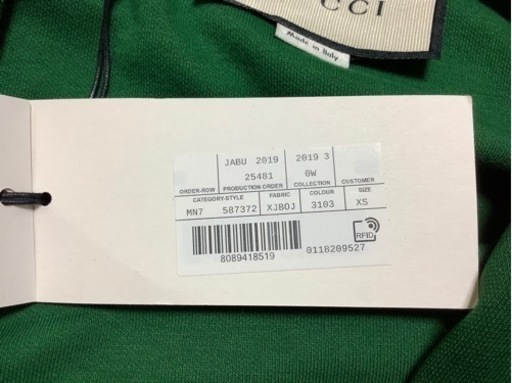 CCI
Made in Italy
JABU 2019 2019 3
25481 0W
ORDER-ROW PRODUCTION ORDER COLLECTION CUSTOMER
CATEGORY-STYLE FABRIC COLOUR SIZE
MN7 587372 XJBOJ 3103 XS
RFID
8089418519 0118209527